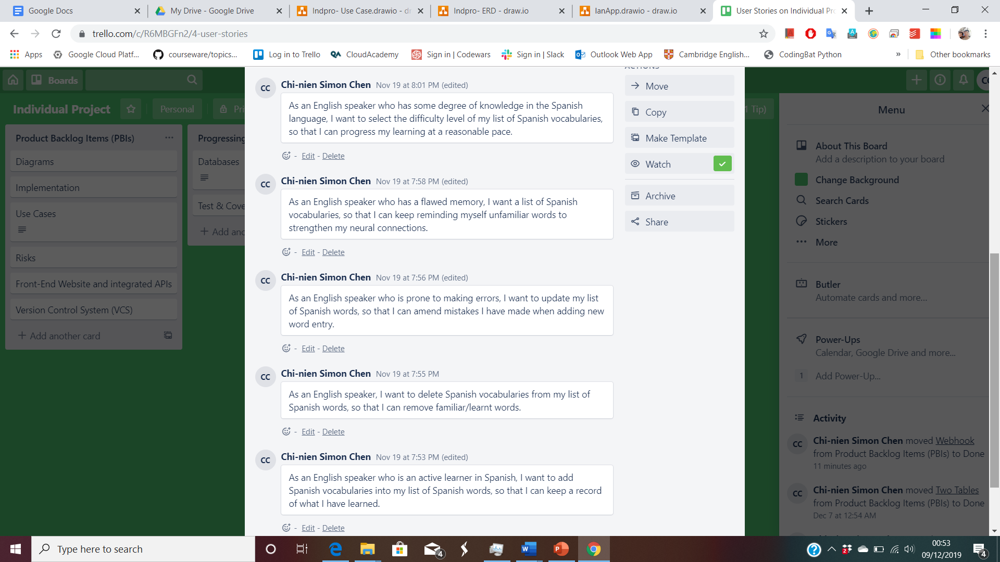 Google Docs
My Drive - Google Drive
Indpro- Use Case.drawio - dr
Indpro- ERD - draw.io
IanApp.drawio - draw.io
User Stories on Individual Pro
trello.com/c/R6MBGFn2/4-user-stories
Apps
Google Cloud Platf...
courseware/topics...
Log in to Trello
CloudAcademy
Sign in | Codewars
Sign in | Slack
Outlook Web App
Cambridge English...
CodingBat Python
»
Other bookmarks
Boards
Individual Project
Personal
Pri
1 Tip)
Product Backlog Items (PBIs)
Diagrams
Implementation
Use Cases
Risks
Front-End Website and integrated APIs
Version Control System (VCS)
+ Add another card
Progressing
Databases
Test & Cove
+ Add ano
CC
Chi-nien Simon Chen Nov 19 at 8:01 PM (edited)
As an English speaker who has some degree of knowledge in the Spanish
language, I want to select the difficulty level of my list of Spanish vocabularies,
so that I can progress my learning at a reasonable pace.
- Edit - Delete
CC
Chi-nien Simon Chen Nov 19 at 7:58 PM (edited)
As an English speaker who has a flawed memory, I want a list of Spanish
vocabularies, so that I can keep reminding myself unfamiliar words to
strengthen my neural connections.
- Edit - Delete
CC
Chi-nien Simon Chen Nov 19 at 7:56 PM (edited)
As an English speaker who is prone to making errors, I want to update my list
of Spanish words, so that I can amend mistakes I have made when adding new
word entry.
- Edit - Delete
CC
Chi-nien Simon Chen Nov 19 at 7:55 PM
As an English speaker, I want to delete Spanish vocabularies from my list of
Spanish words, so that I can remove familiar/learnt words.
- Edit - Delete
CC
Chi-nien Simon Chen Nov 19 at 7:53 PM (edited)
As an English speaker who is an active learner in Spanish, I want to add
Spanish vocabularies into my list of Spanish words, so that I can keep a record
of what I have learned.
- Edit - Delete
ACTIONS
Move
Copy
Make Template
Watch
Archive
Share
Menu
About This Board
Add a description to your board
Change Background
Search Cards
Stickers
More
Butler
Automate cards and more...
Power-Ups
Calendar, Google Drive and more...
1
Add Power-Up...
Activity
CC
Chi-nien Simon Chen moved Webhook
from Product Backlog Items (PBIs) to Done
11 minutes ago
CC
Chi-nien Simon Chen moved Two Tables
from Product Backlog Items (PBIs) to Done
Dec 7 at 12:54 AM
Type here to search
4
2
00:53
09/12/2019
4